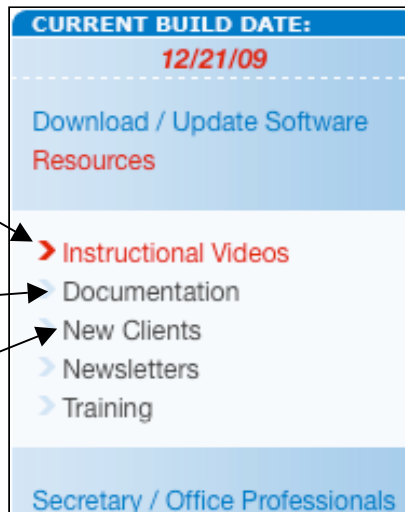 CURRENT BUILD DATE:
12/21/09
Download / Update Software
Resources
Instructional Videos
Documentation
New Clients
Newsletters
Training
Secretary / Office Professionals